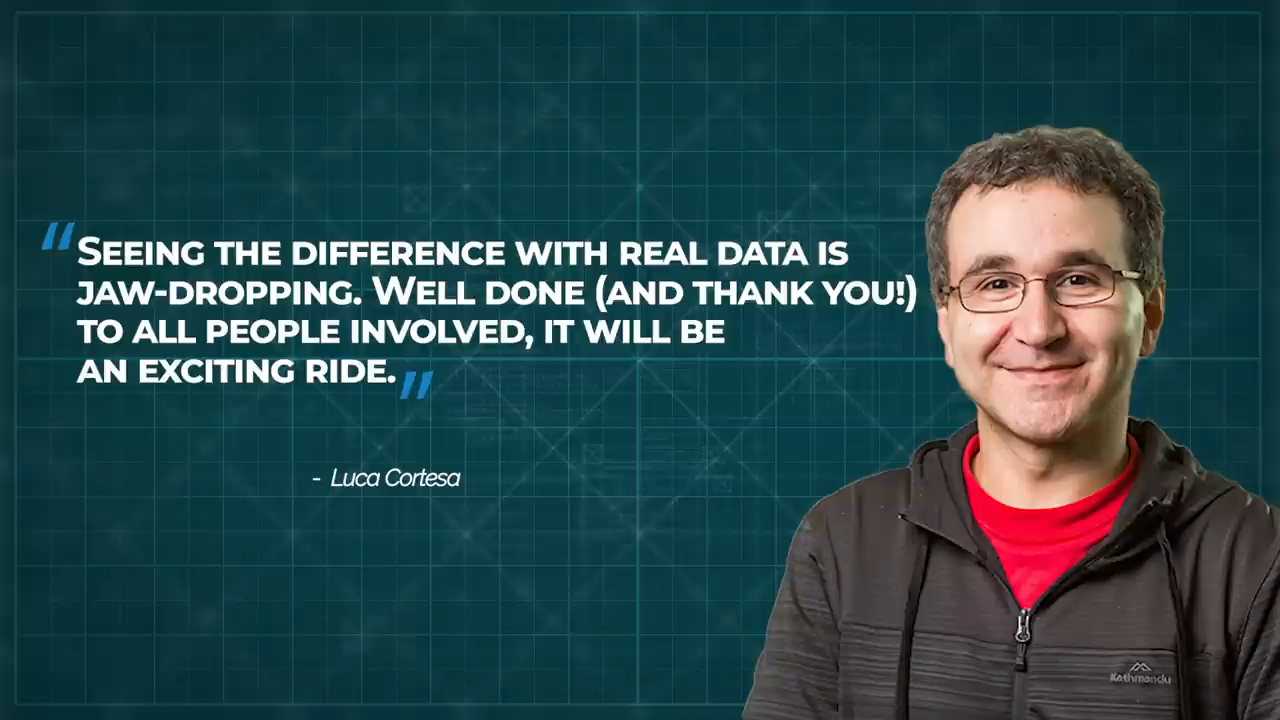 “Seeing the difference with real data is
jaw-dropping. Well done (and thank you!)
to all people involved, it will be
an exciting ride.”
- Luca Cortesa
Kathmandu